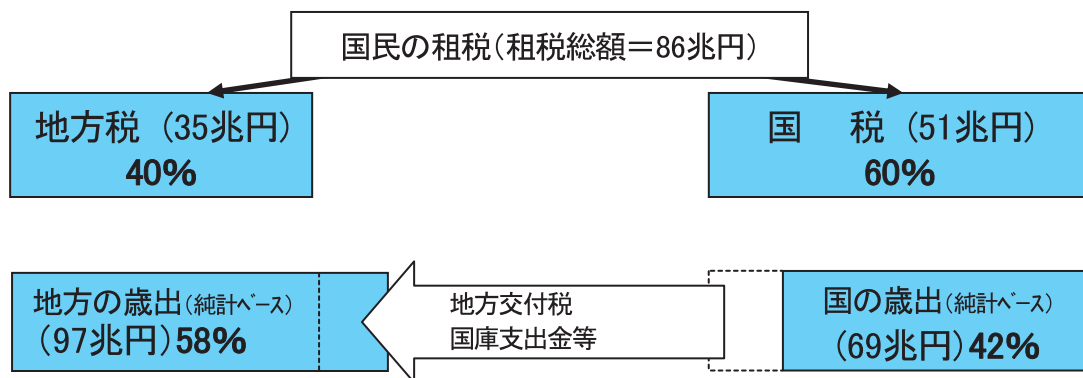 国民の租税(租税総額＝86兆円)
地方税 (35兆円)
40%
国　税 (51兆円)
60%
地方の歳出(純計ベース)
(97兆円)58%
地方交付税
国庫支出金等
国の歳出(純計ベース)
(69兆円)42%